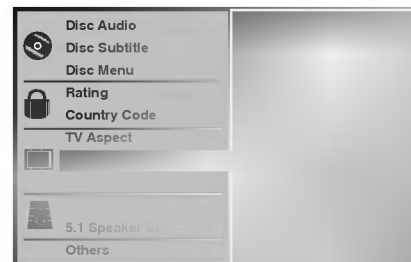 Disc Audio
Disc Subtitle
Disc Menu
Rating
Country Code
TV Aspect
5.1 Speaker
Others